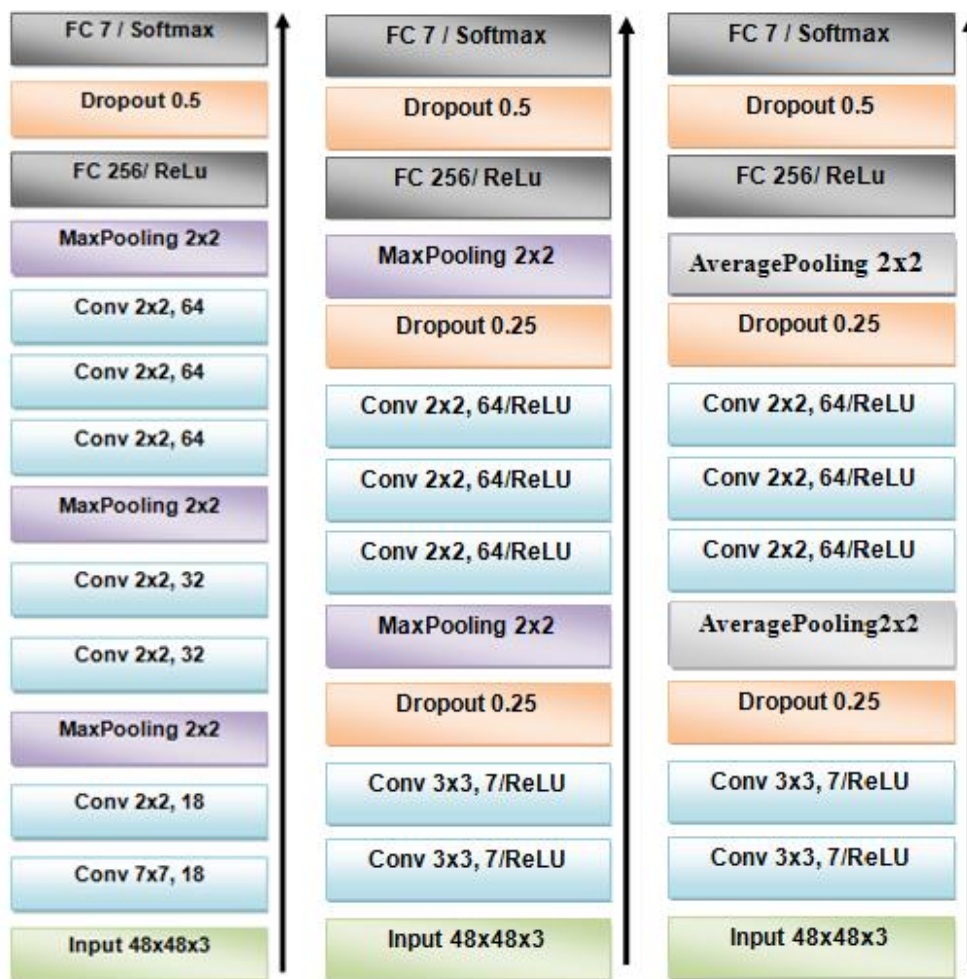 FC 7 / Softmax
Dropout 0.5
FC 256/ ReLu
MaxPooling 2x2
Conv 2x2, 64
Conv 2x2, 64
Conv 2x2, 64
MaxPooling 2x2
Conv 2x2, 32
Conv 2x2, 32
MaxPooling 2x2
Conv 2x2, 18
Conv 7x7, 18
Input 48x48x3
FC 7 / Softmax
Dropout 0.5
FC 256/ ReLu
MaxPooling 2x2
Dropout 0.25
Conv 2x2, 64/ReLU
Conv 2x2, 64/ReLU
Conv 2x2, 64/ReLU
MaxPooling 2x2
Dropout 0.25
Conv 3x3, 7/ReLU
Conv 3x3, 7/ReLU
Input 48x48x3
FC 7 / Softmax
Dropout 0.5
FC 256/ ReLU
AveragePooling 2x2
Dropout 0.25
Conv 2x2, 64/ReLU
Conv 2x2, 64/ReLU
Conv 2x2, 64/ReLU
AveragePooling2x2
Dropout 0.25
Conv 3x3, 7/ReLU
Conv 3x3, 7/ReLU
Input 48x48x3